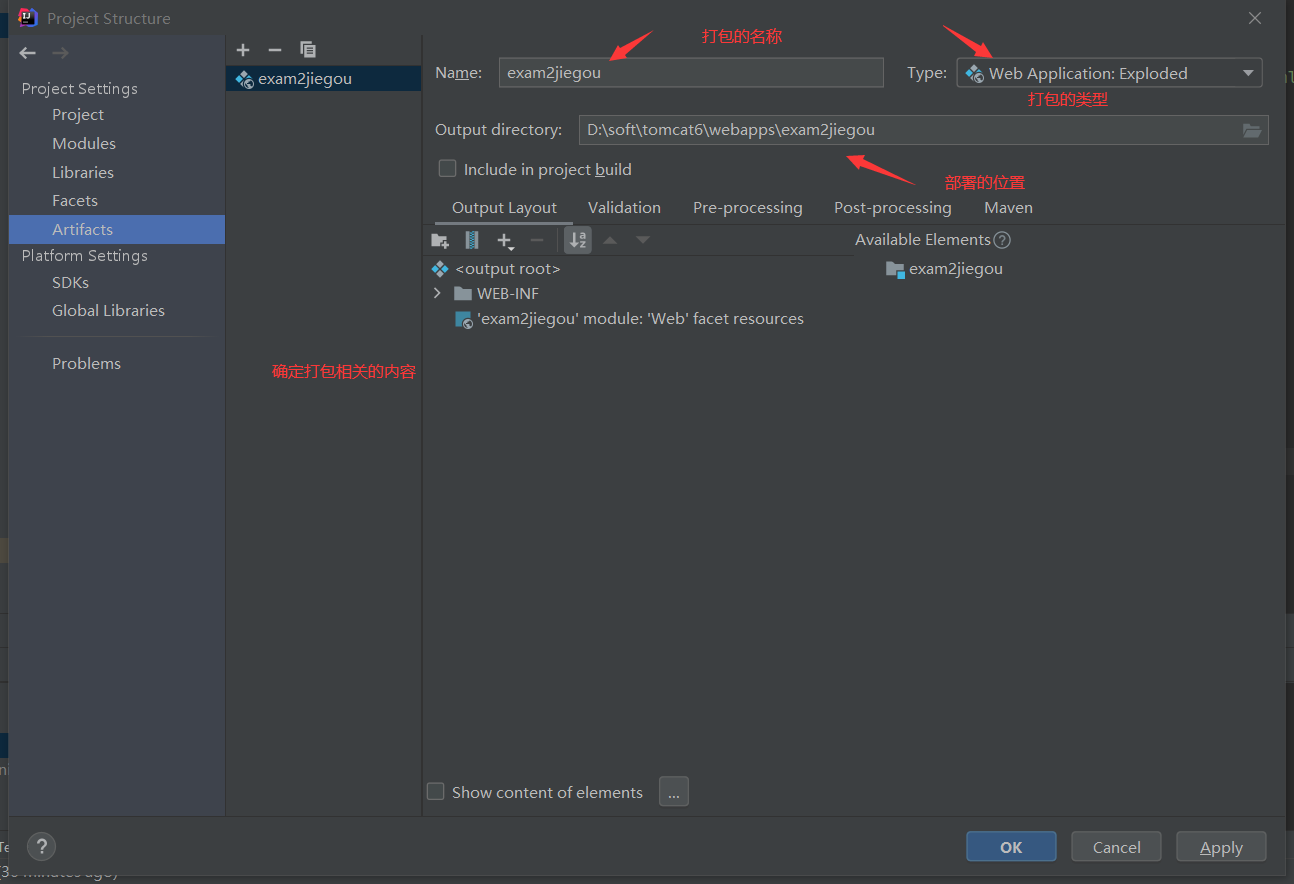 Project Structure
Project Settings
Project
Modules
Libraries
Facets
Artifacts
Platform Settings
SDKs
Global Libraries
Problems
exam2jiegou
打包的名称
Name: exam2jiegou
Type: Web Application: Exploded
打包的类型
Output directory: D:\soft\tomcat6\webapps\exam2jiegou
Include in project build
部署的位置
Output Layout Validation Pre-processing Post-processing Maven
Available Elements ?
<output root>
exam2jiegou
WEB-INF
'exam2jiegou' module: 'Web' facet resources
确定打包相关的内容
Show content of elements ...
? OK Cancel Apply